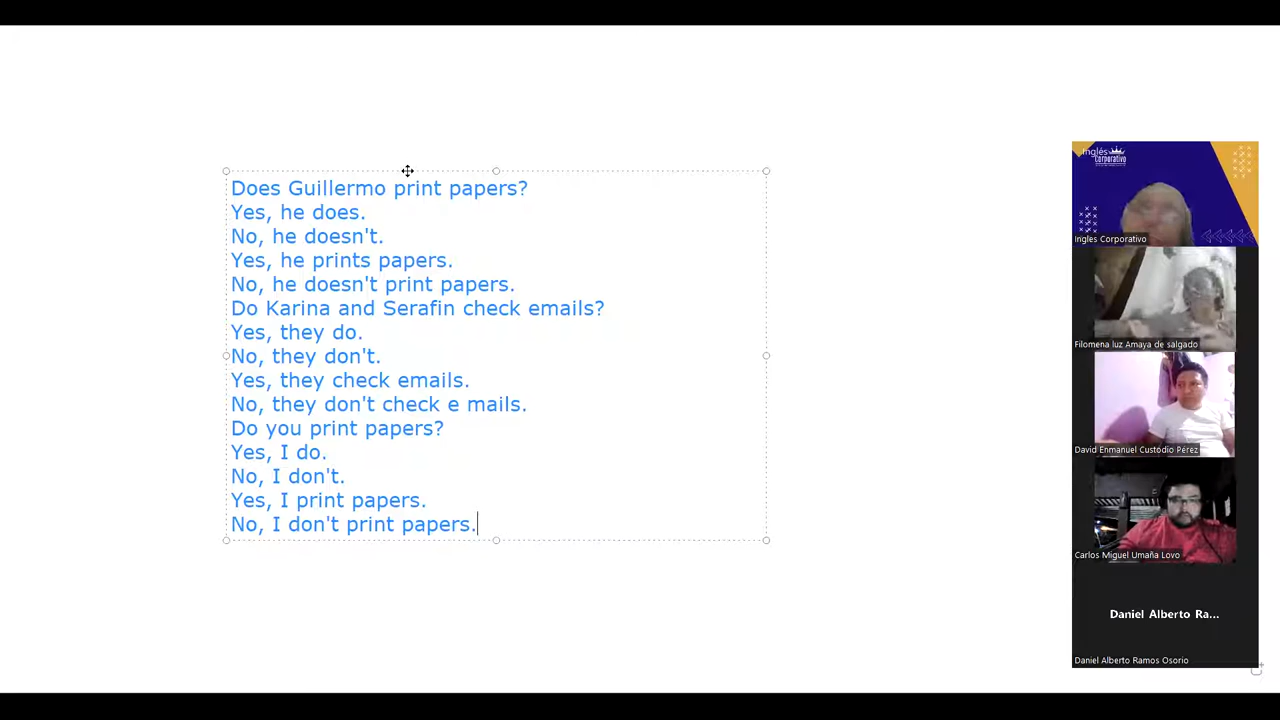 Does Guillermo print papers?
Yes, he does.
No, he doesn't.
Yes, he prints papers.
No, he doesn't print papers.
Do Karina and Serafin check emails?
Yes, they do.
No, they don't.
Yes, they check emails.
No, they don't check e mails.
Do you print papers?
Yes, I do.
No, I don't.
Yes, I print papers.
No, I don't print papers.
Inglés
corporativo
Ingles Corporativo
Filomena luz Amaya de salgado
David Enmanuel Custodio Pérez
Carlos Miguel Umaña Lovo
Daniel Alberto Ra...
Daniel Alberto Ramos Osorio